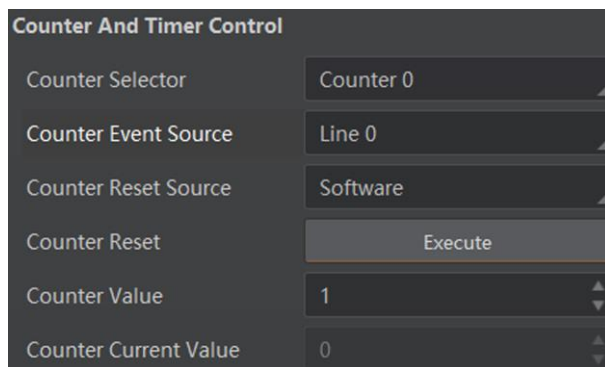 Counter And Timer Control
Counter Selector Counter 0
Counter Event Source Line 0
Counter Reset Source Software
Counter Reset Execute
Counter Value 1
Counter Current Value 0